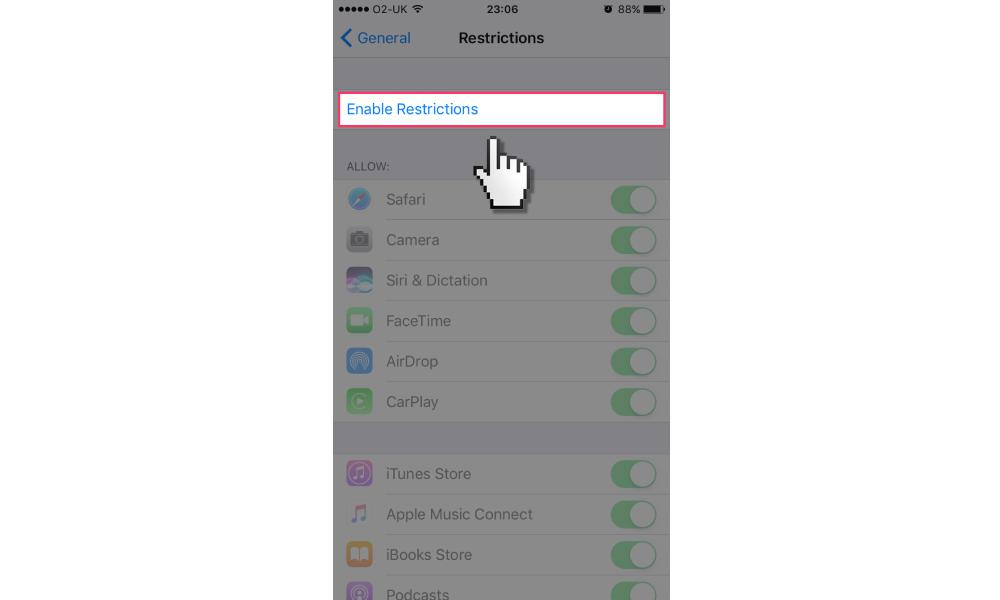 ●●●●● O2-UK 23:06 88%
General Restrictions
Enable Restrictions
ALLOW:
Safari
Camera
Siri & Dictation
FaceTime
AirDrop
CarPlay
iTunes Store
Apple Music Connect
iBooks Store
Podcasts